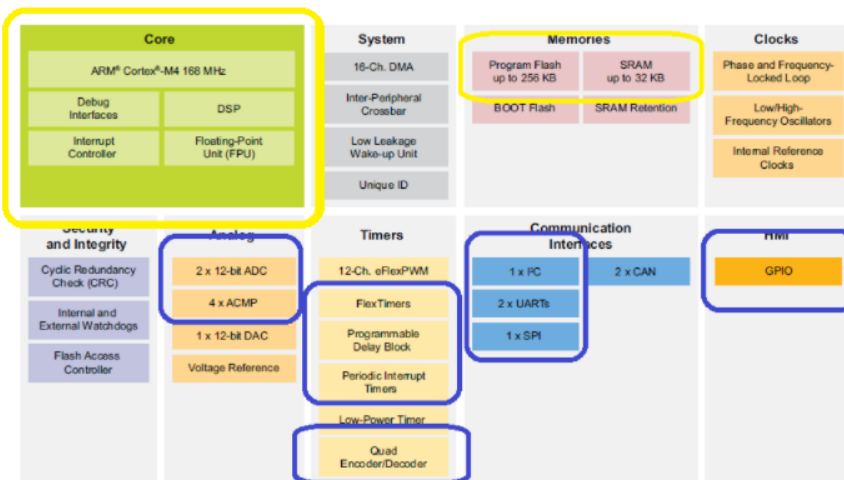 Core
ARM® Cortex®-M4 168 MHz
Debug
Interfaces
DSP
Interrupt
Controller
Floating-Point
Unit (FPU)
System
16-Ch. DMA
Inter-Peripheral
Crossbar
Low Leakage
Wake-up Unit
Unique ID
Memories
Program Flash
up to 256 KB
SRAM
up to 32 KB
BOOT Flash
SRAM Retention
Clocks
Phase and Frequency-
Locked Loop
Low/High-
Frequency Oscillators
Internal Reference
Clocks
Security
and Integrity
Cyclic Redundancy
Check (CRC)
Internal and
External Watchdogs
Flash Access
Controller
Analog
2 x 12-bit ADC
4 x ACMP
1 x 12-bit DAC
Voltage Reference
Timers
12-Ch. eFlexPWM
FlexTimers
Programmable
Delay Block
Periodic Interrupt
Timers
Low-Power Timer
Quad
Encoder/Decoder
Communication
Interfaces
1 x I²C
2 x CAN
2 x UARTs
1 x SPI
HMI
GPIO